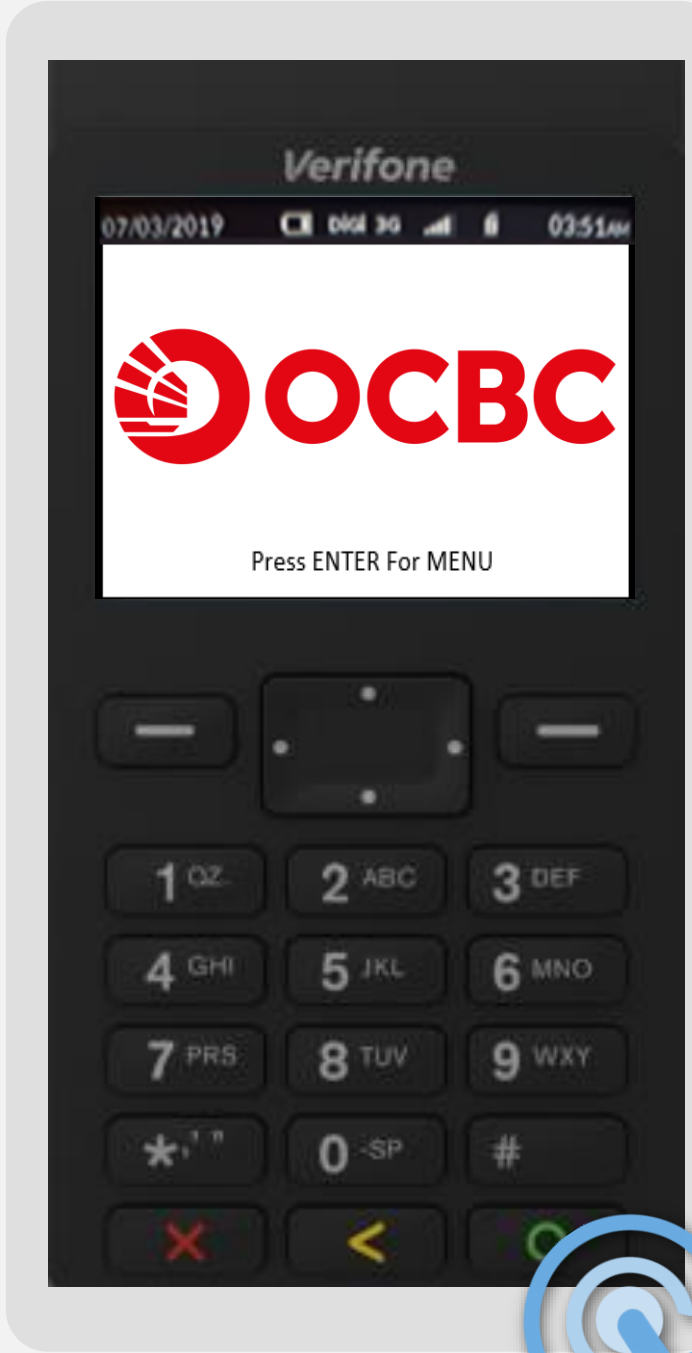 Verifone
07/03/2019 DiGi 3G 03:51AM
OCBC
Press ENTER For MENU
1 QZ. 2 ABC 3 DEF
4 GHI 5 JKL 6 MNO
7 PRS 8 TUV 9 WXY
*,'" 0 -SP #